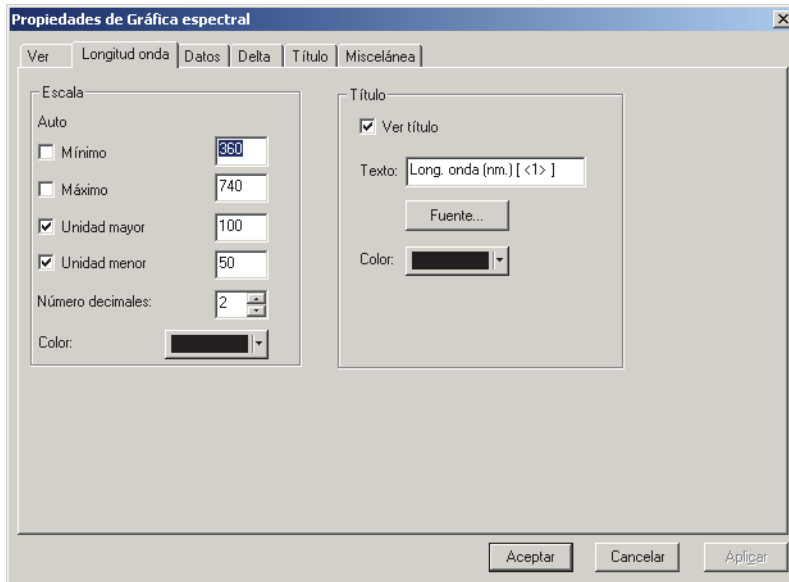 Propiedades de Gráfica espectral
Ver Longitud onda Datos Delta Título Miscelánea
Escala
Auto
Mínimo 360
Máximo 740
Unidad mayor 100
Unidad menor 50
Número decimales: 2
Color:
Título
Ver título
Texto: Long. onda (nm.) [ <1> ]
Fuente...
Color:
Aceptar Cancelar Aplicar